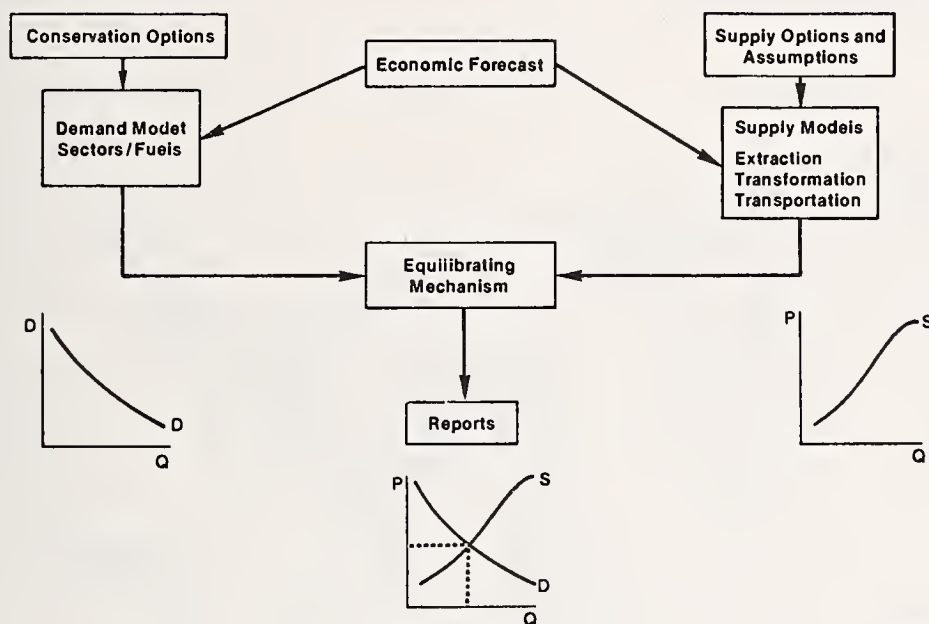 Conservation Options
Economic Forecast
Supply Options and
Assumptions
Demand Model
Sectors/Fuels
Supply Models
Extraction
Transformation
Transportation
Equilibrating
Mechanism
D
D
Q
P
S
Q
Reports
P
S
D
Q